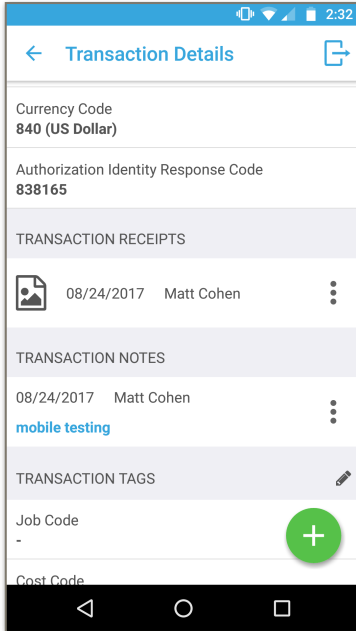 2:32
Transaction Details
Currency Code
840 (US Dollar)
Authorization Identity Response Code
838165
TRANSACTION RECEIPTS
08/24/2017 Matt Cohen
TRANSACTION NOTES
08/24/2017 Matt Cohen
mobile testing
TRANSACTION TAGS
Job Code
-
Cost Code